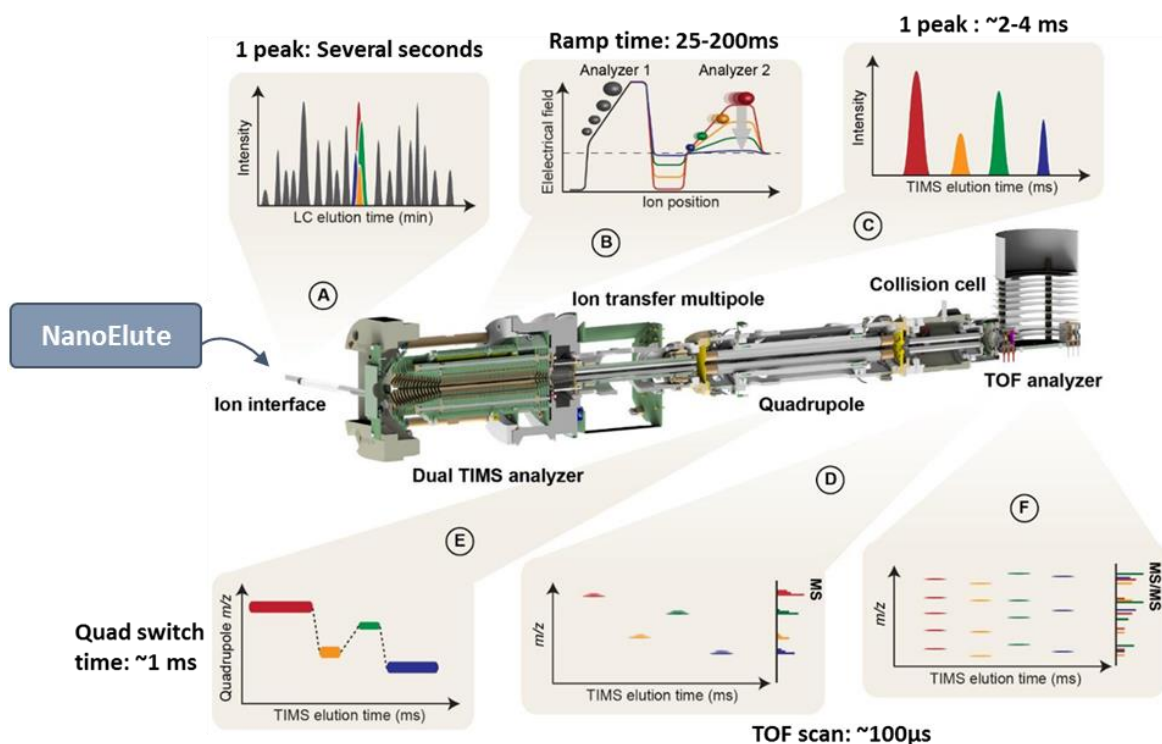 1 peak: Several seconds
Intensity
LC elution time (min)
A
Ramp time: 25-200ms
Analyzer 1
Analyzer 2
Elelectrical field
Ion position
B
1 peak : ~2-4 ms
TIMS elution time (ms)
C
NanoElute
Ion interface
Dual TIMS analyzer
Ion transfer multipole
Quadrupole
Collision cell
TOF analyzer
E
D
F
Quad switch
time: ~1 ms
Quadrupole m/z
TIMS elution time (ms)
m/z
MS
TIMS elution time (ms)
m/z
MS/MS
TIMS elution time (ms)
TOF scan: ~100µs
Intensity